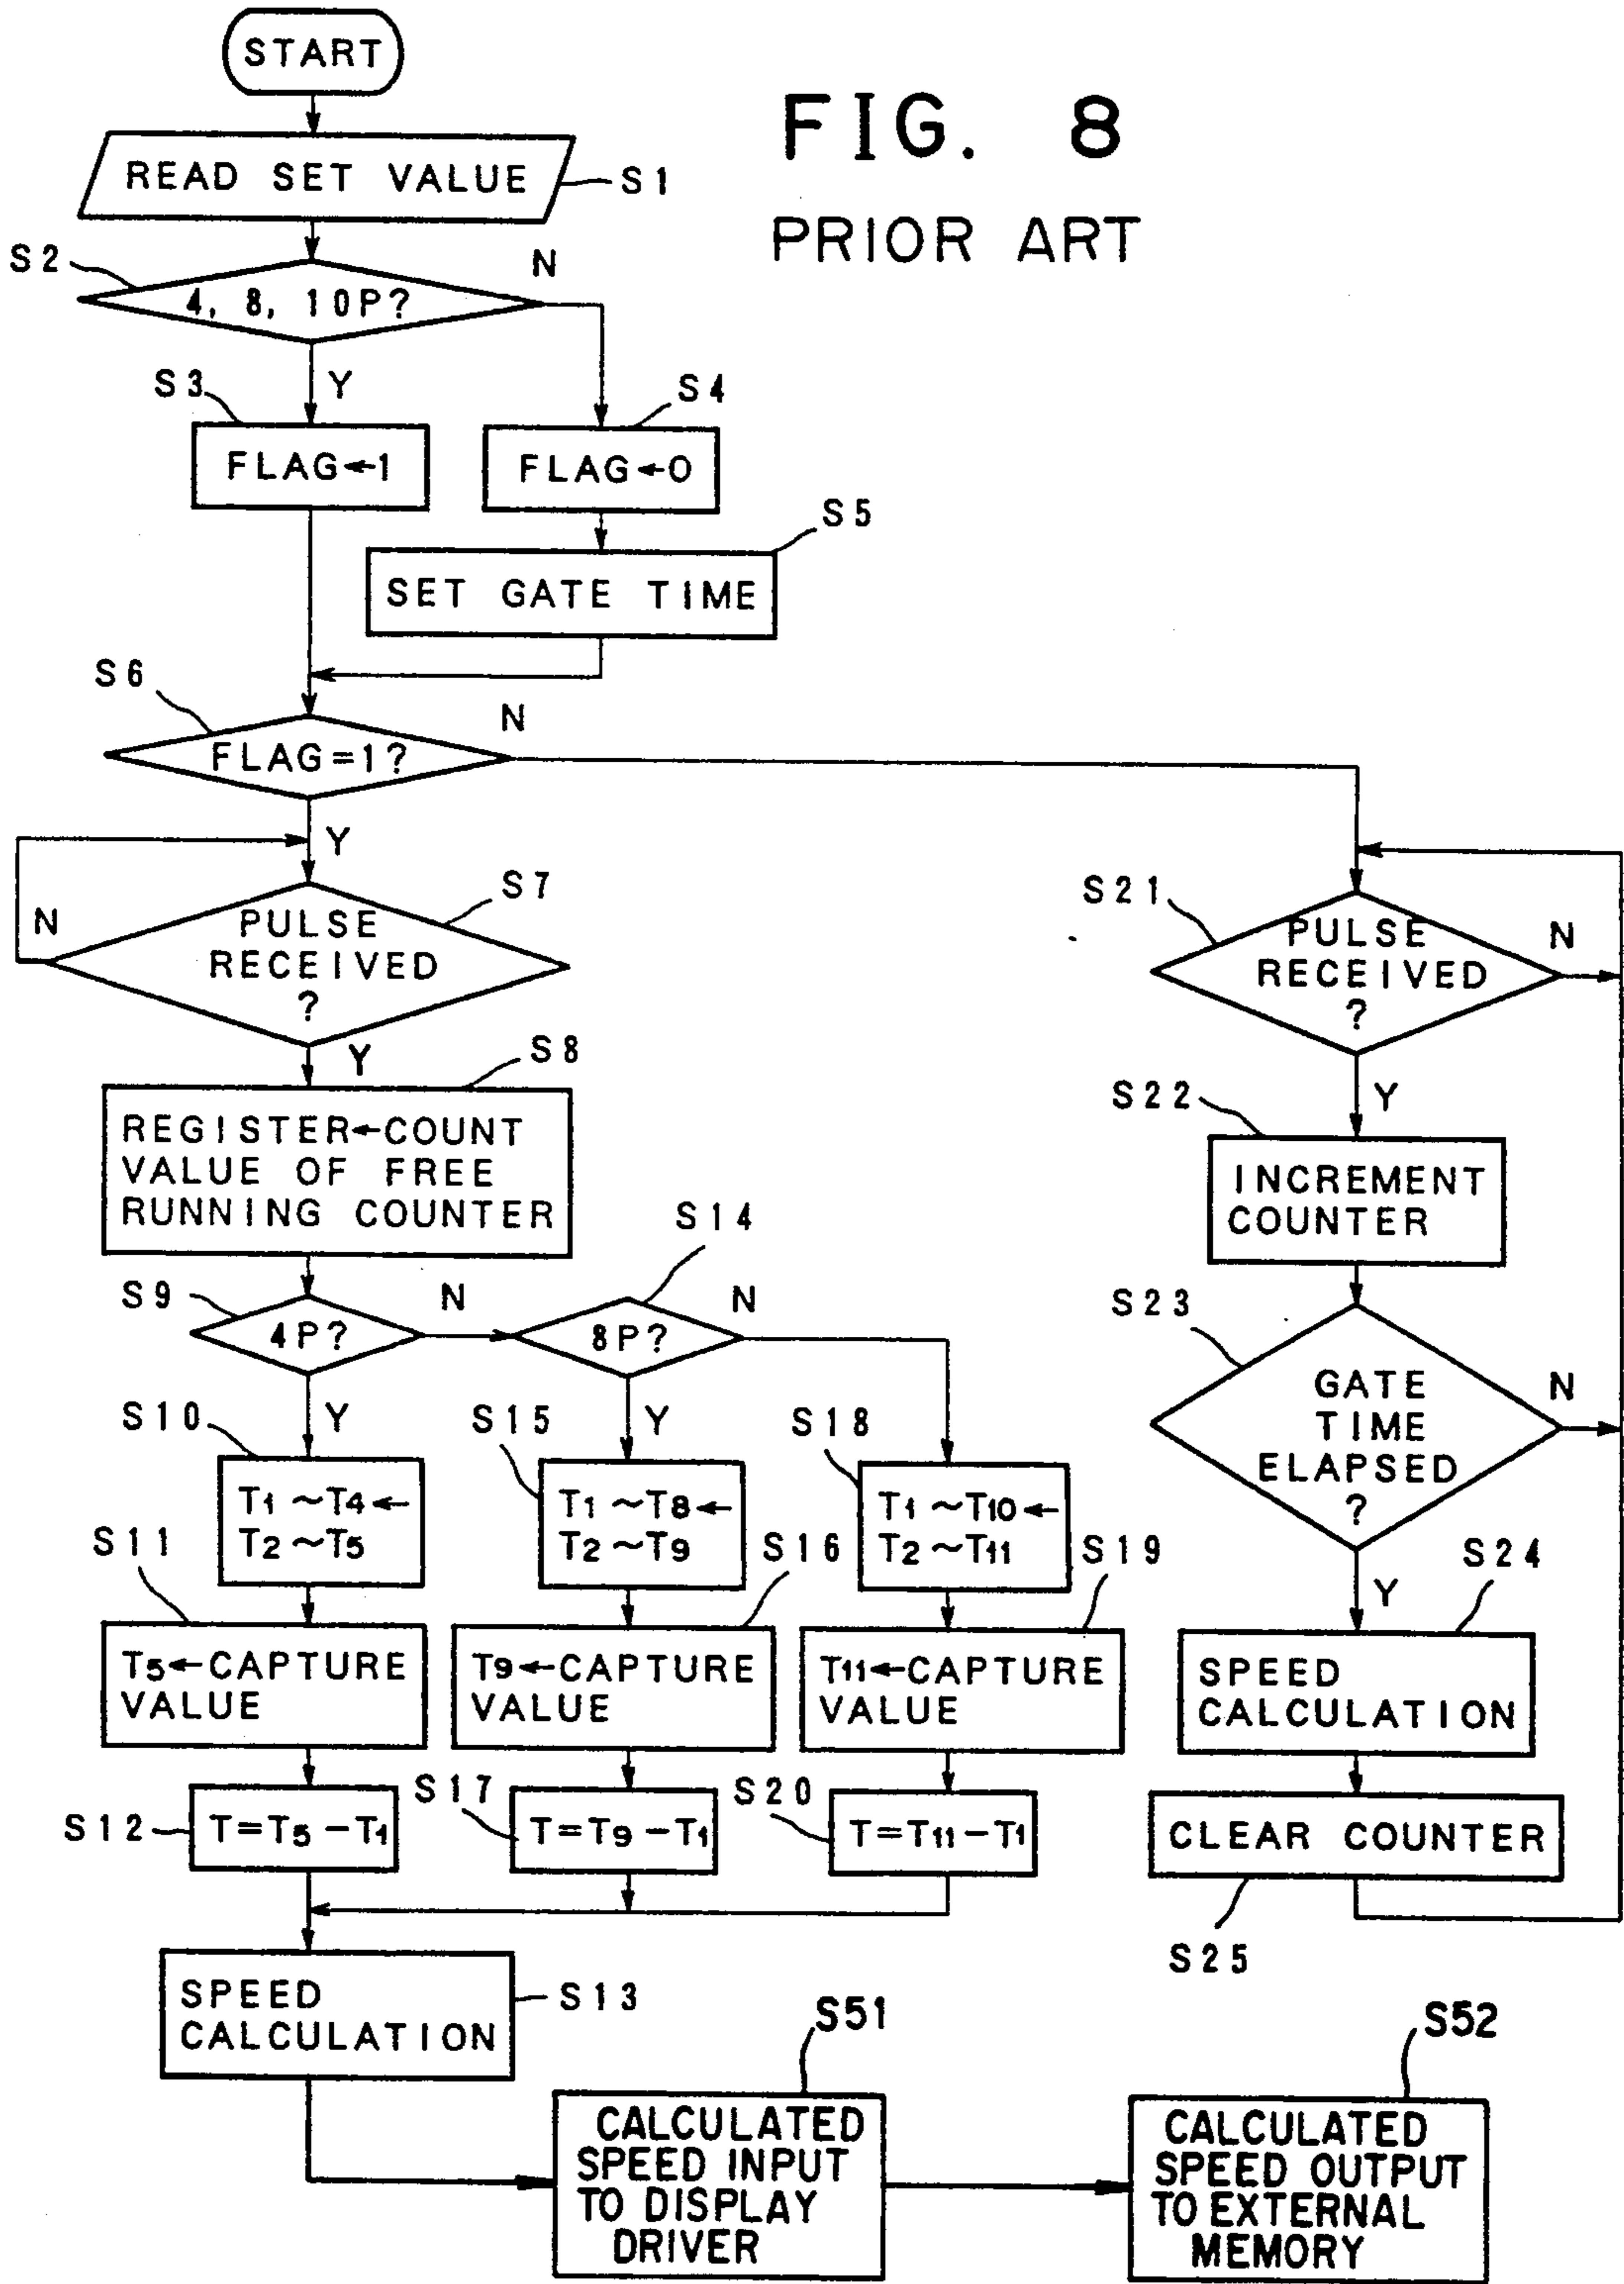 START
FIG. 8
PRIOR ART
READ SET VALUE
S1
S2
4, 8, 10P?
N
Y
S3
FLAG←1
S4
FLAG←0
S5
SET GATE TIME
S6
FLAG=1?
N
Y
S7
PULSE
RECEIVED
?
N
Y
S8
REGISTER←COUNT
VALUE OF FREE
RUNNING COUNTER
S9
4P?
N
Y
S14
8P?
N
Y
S10
T1 ~T4←
T2 ~T5
S15
T1 ~T8←
T2 ~T9
S18
T1 ~T10←
T2 ~T11
S11
T5←CAPTURE
VALUE
S16
T9←CAPTURE
VALUE
S19
T11←CAPTURE
VALUE
S12
T=T5 −T1
S17
T=T9 −T1
S20
T=T11 −T1
SPEED
CALCULATION
S13
S21
PULSE
RECEIVED
?
N
Y
S22
INCREMENT
COUNTER
S23
GATE
TIME
ELAPSED
?
N
Y
S24
SPEED
CALCULATION
CLEAR COUNTER
S25
S51
CALCULATED
SPEED INPUT
TO DISPLAY
DRIVER
S52
CALCULATED
SPEED OUTPUT
TO EXTERNAL
MEMORY